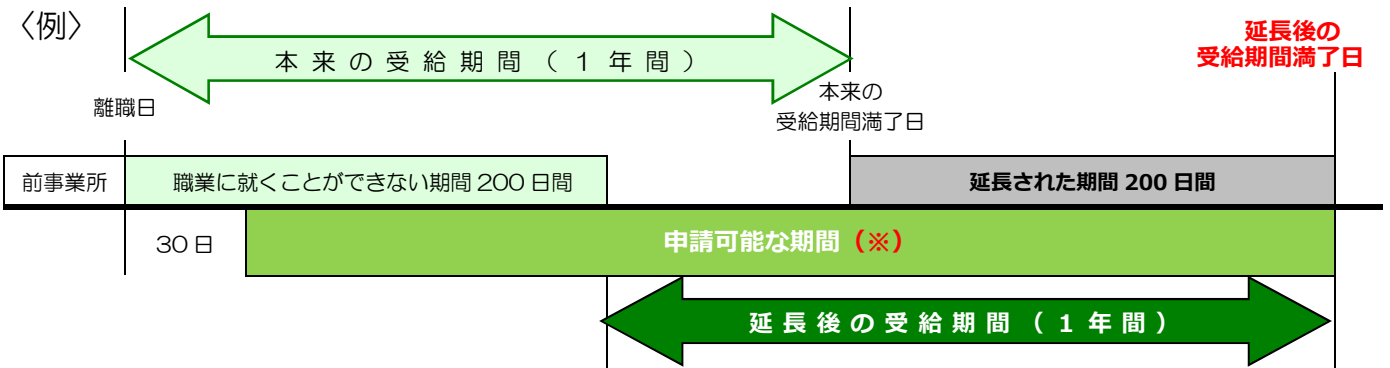 〈例〉
本来の受給期間（1年間）
延長後の
受給期間満了日
離職日
本来の
受給期間満了日
前事業所
職業に就くことができない期間 200 日間
延長された期間 200 日間
30 日
申請可能な期間（※）
延長後の受給期間（1年間）